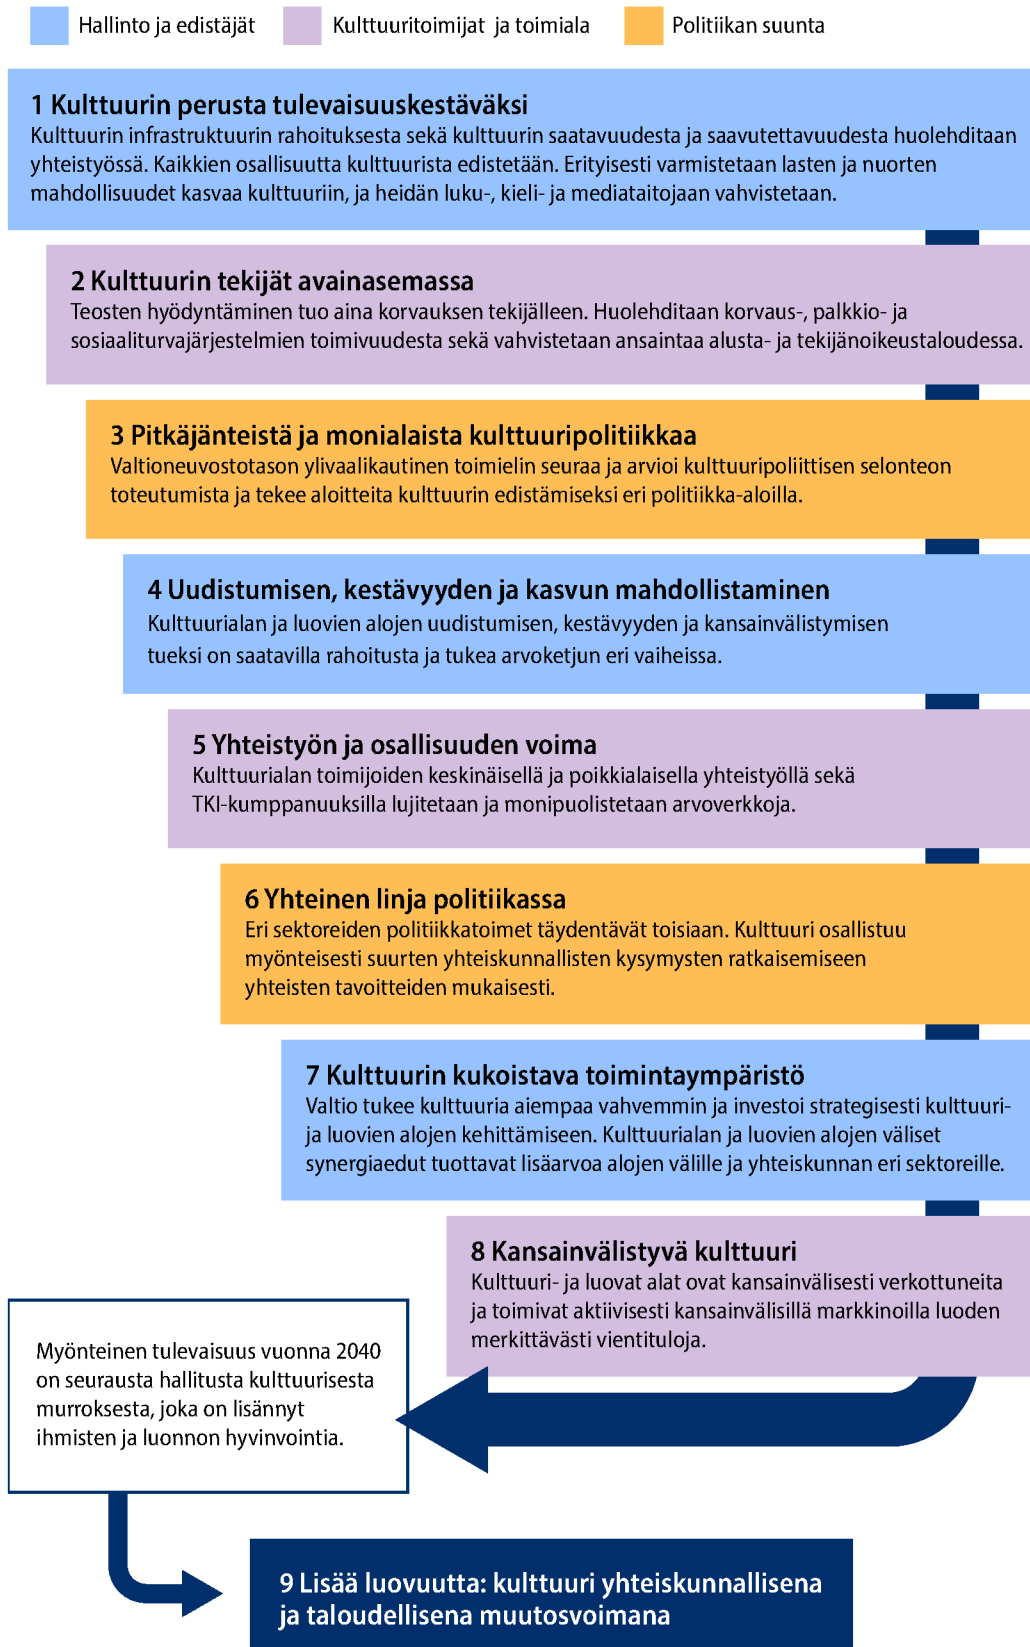 Hallinto ja edistäjät
Kulttuuritoimijat ja toimiala
Politiikan suunta
1 Kulttuurin perusta tulevaisuuskestäväksi
Kulttuurin infrastruktuurin rahoituksesta sekä kulttuurin saatavuudesta ja saavutettavuudesta huolehditaan
yhteistyössä. Kaikkien osallisuutta kulttuurista edistetään. Erityisesti varmistetaan lasten ja nuorten
mahdollisuudet kasvaa kulttuuriin, ja heidän luku-, kieli- ja mediataitojaan vahvistetaan.
2 Kulttuurin tekijät avainasemassa
Teosten hyödyntäminen tuo aina korvauksen tekijälleen. Huolehditaan korvaus-, palkkio- ja
sosiaaliturvajärjestelmien toimivuudesta sekä vahvistetaan ansaintaa alusta- ja tekijänoikeustaloudessa.
3 Pitkäjänteistä ja monialaista kulttuuripolitiikkaa
Valtioneuvostotason ylivaalikautinen toimielin seuraa ja arvioi kulttuuripoliittisen selonteon
toteutumista ja tekee aloitteita kulttuurin edistämiseksi eri politiikka-aloilla.
4 Uudistumisen, kestävyyden ja kasvun mahdollistaminen
Kulttuurialan ja luovien alojen uudistumisen, kestävyyden ja kansainvälistymisen
tueksi on saatavilla rahoitusta ja tukea arvoketjun eri vaiheissa.
5 Yhteistyön ja osallisuuden voima
Kulttuurialan toimijoiden keskinäisellä ja poikkialaisella yhteistyöllä sekä
TKI-kumppanuuksilla lujitetaan ja monipuolistetaan arvoverkkoja.
6 Yhteinen linja politiikassa
Eri sektoreiden politiikkatoimet täydentävät toisiaan. Kulttuuri osallistuu
myönteisesti suurten yhteiskunnallisten kysymysten ratkaisemiseen
yhteisten tavoitteiden mukaisesti.
7 Kulttuurin kukoistava toimintaympäristö
Valtio tukee kulttuuria aiempaa vahvemmin ja investoi strategisesti kulttuuri-
ja luovien alojen kehittämiseen. Kulttuurialan ja luovien alojen väliset
synergiaedut tuottavat lisäarvoa alojen välille ja yhteiskunnan eri sektoreille.
8 Kansainvälistyvä kulttuuri
Kulttuuri- ja luovat alat ovat kansainvälisesti verkottuneita
ja toimivat aktiivisesti kansainvälisillä markkinoilla luoden
merkittävästi vientituloja.
Myönteinen tulevaisuus vuonna 2040
on seurausta hallitusta kulttuurisesta
murroksesta, joka on lisännyt
ihmisten ja luonnon hyvinvointia.
9 Lisää luovuutta: kulttuuri yhteiskunnallisena
ja taloudellisena muutosvoimana